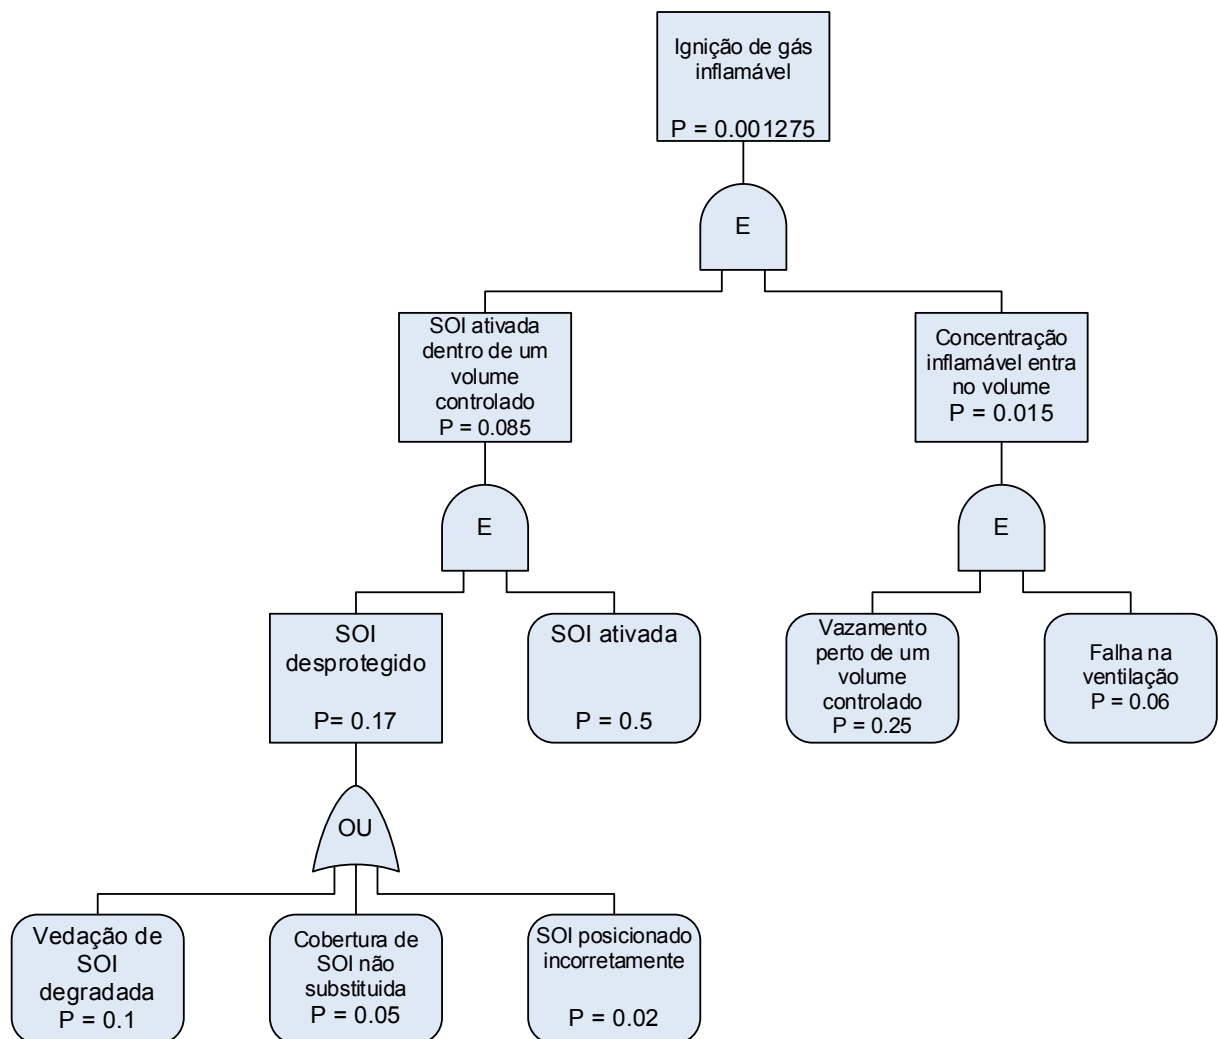 Ignição de gás
inflamável
P = 0.001275
E
SOI ativada
dentro de um
volume
controlado
P = 0.085
Concentração
inflamável entra
no volume
P = 0.015
E
E
SOI
desprotegido
P= 0.17
SOI ativada
P = 0.5
Vazamento
perto de um
volume
controlado
P = 0.25
Falha na
ventilação
P = 0.06
OU
Vedação de
SOI
degradada
P = 0.1
Cobertura de
SOI não
substituida
P = 0.05
SOI posicionado
incorretamente
P = 0.02